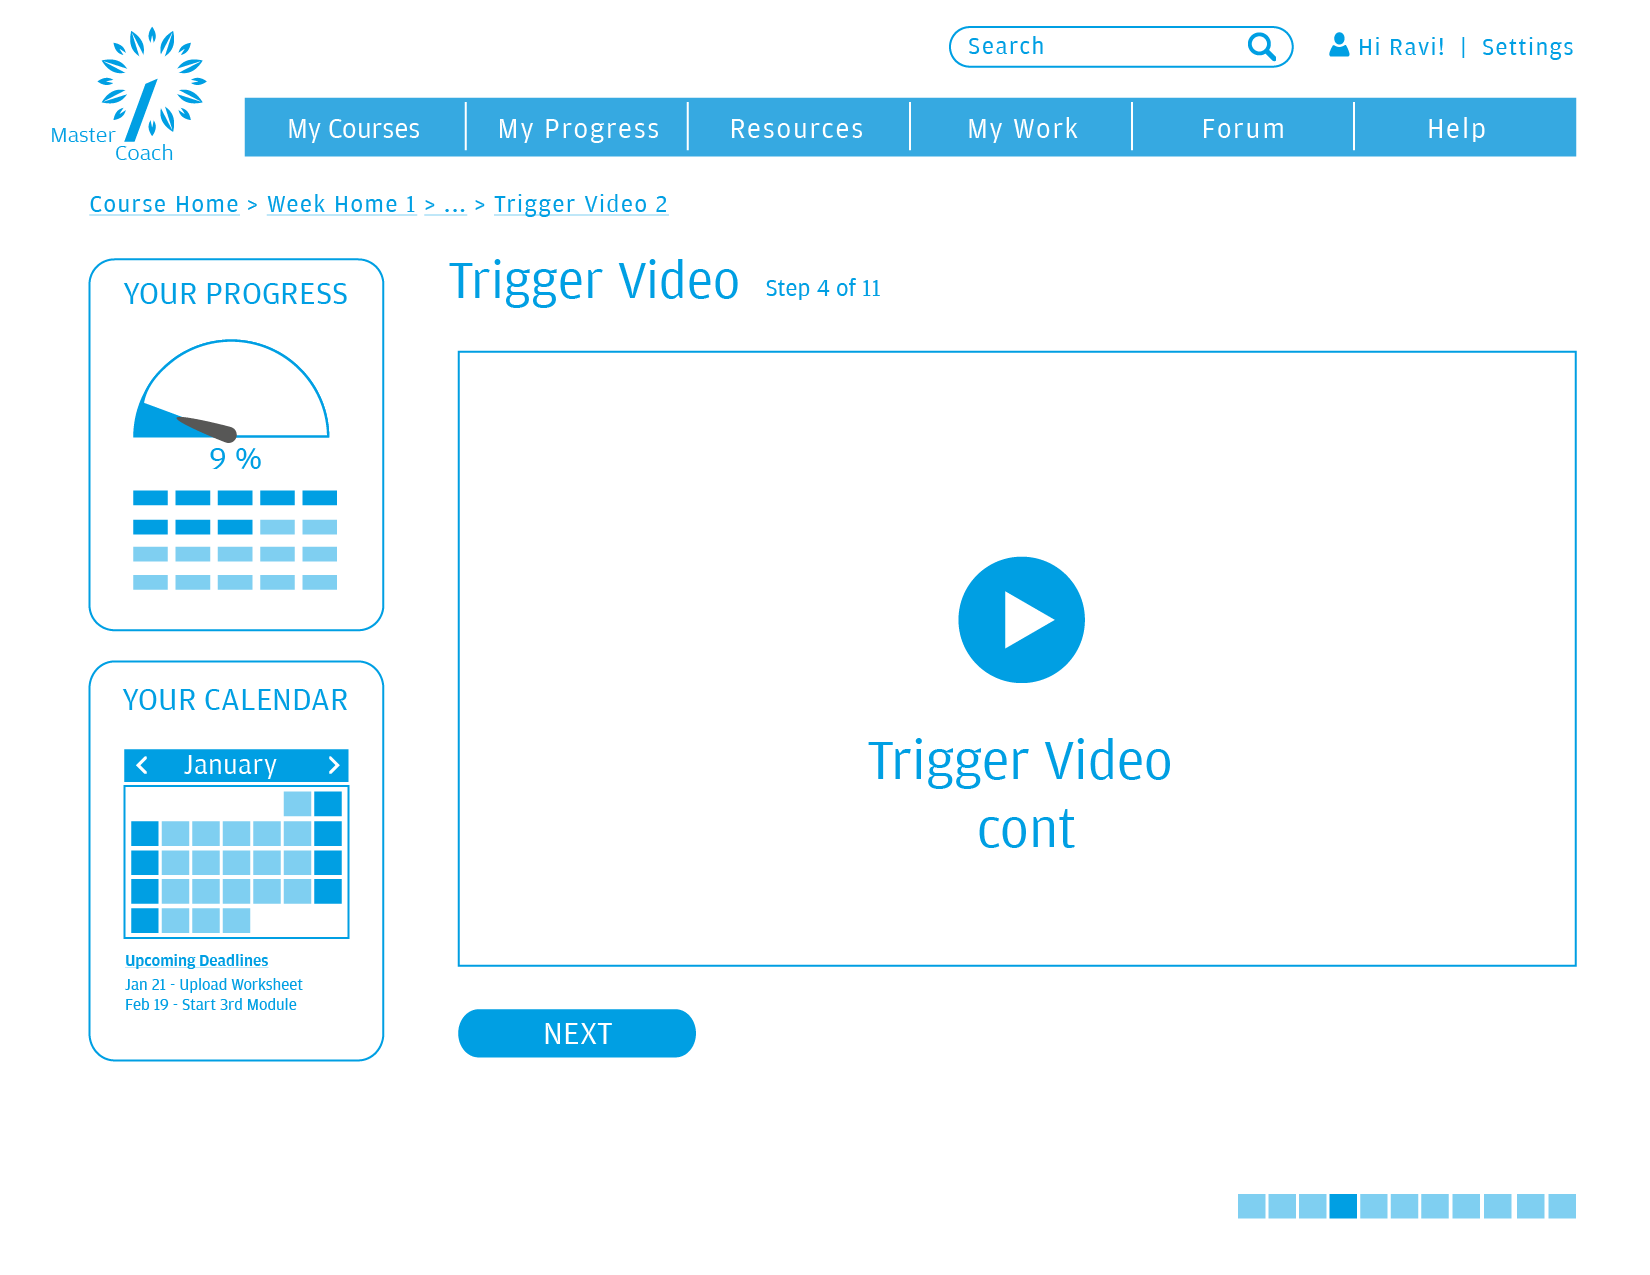 Master
Coach
Search
Hi Ravi! | Settings
My Courses
My Progress
Resources
My Work
Forum
Help
Course Home > Week Home 1 > ... > Trigger Video 2
YOUR PROGRESS
9 %
YOUR CALENDAR
< January >
Upcoming Deadlines
Jan 21 - Upload Worksheet
Feb 19 - Start 3rd Module
Trigger Video Step 4 of 11
Trigger Video
cont
NEXT